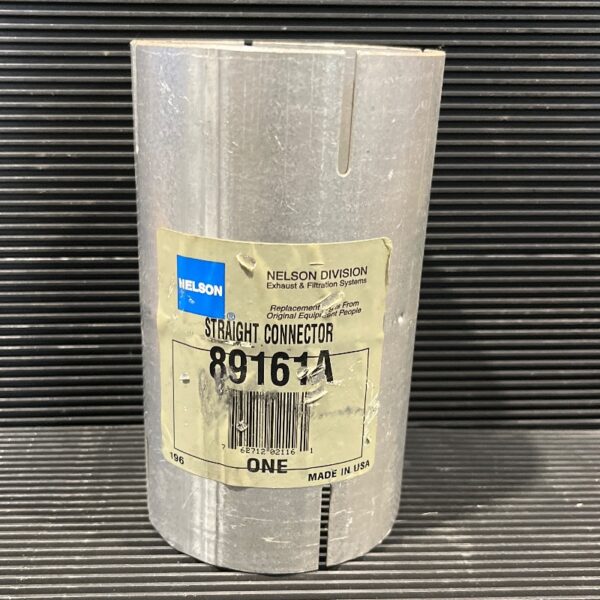 NELSON
®
NELSON DIVISION
Exhaust & Filtration Systems
Replacement From
Original Equipment People
STRAIGHT CONNECTOR
89161A
7 62712 02116 1
196
ONE
MADE IN USA